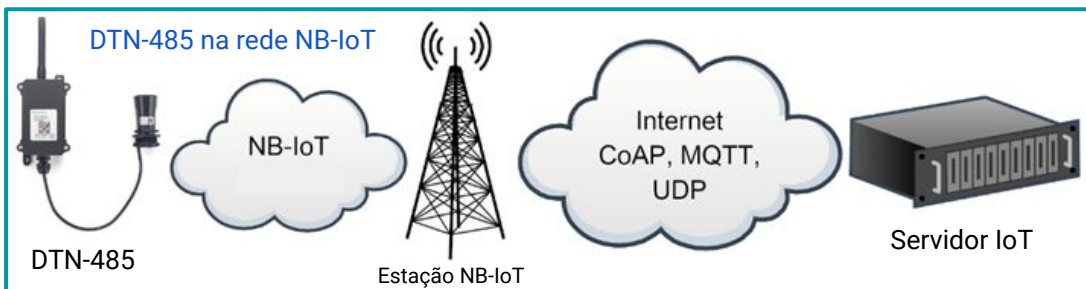 DTN-485 na rede NB-IoT
NB-IoT
Internet
CoAP, MQTT,
UDP
DTN-485
Estação NB-IoT
Servidor IoT